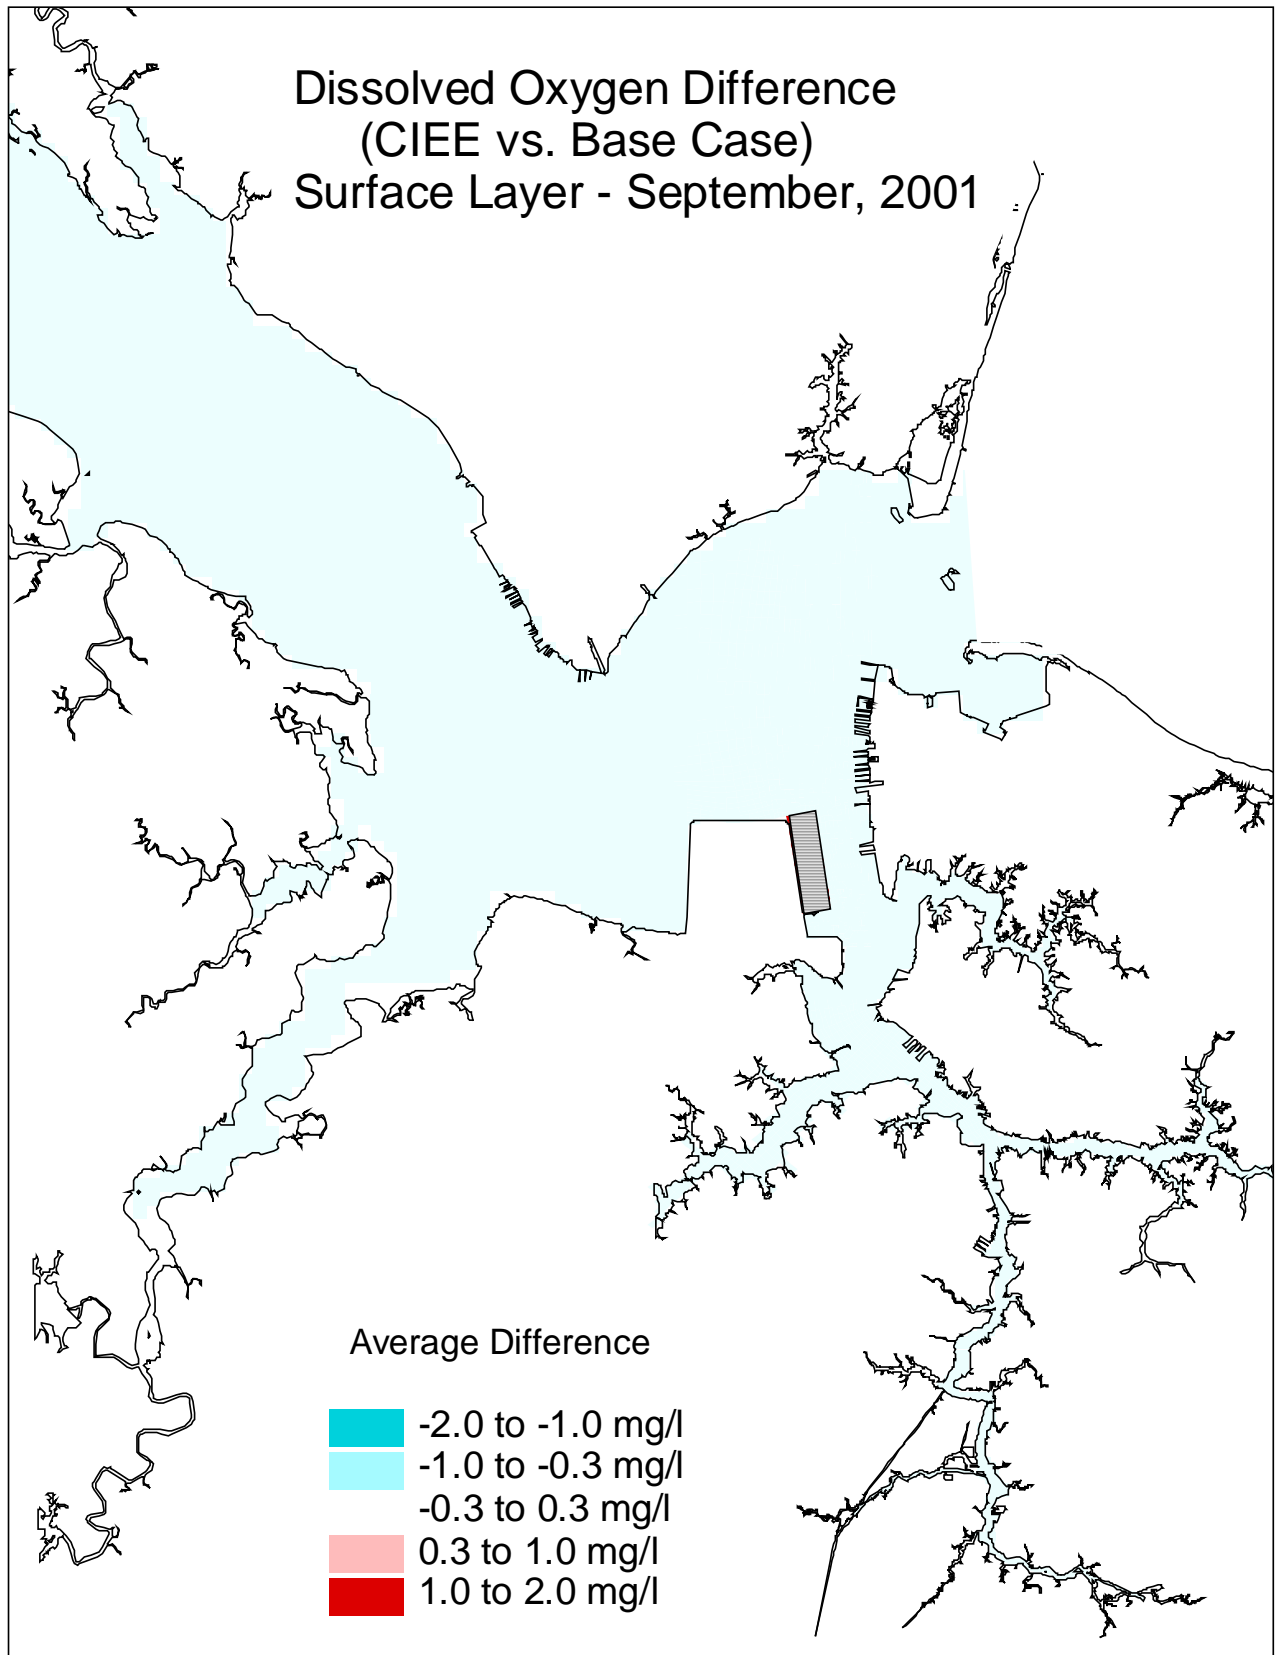 Dissolved Oxygen Difference
(CIEE vs. Base Case)
Surface Layer - September, 2001
Average Difference
-2.0 to -1.0 mg/l
-1.0 to -0.3 mg/l
-0.3 to 0.3 mg/l
0.3 to 1.0 mg/l
1.0 to 2.0 mg/l